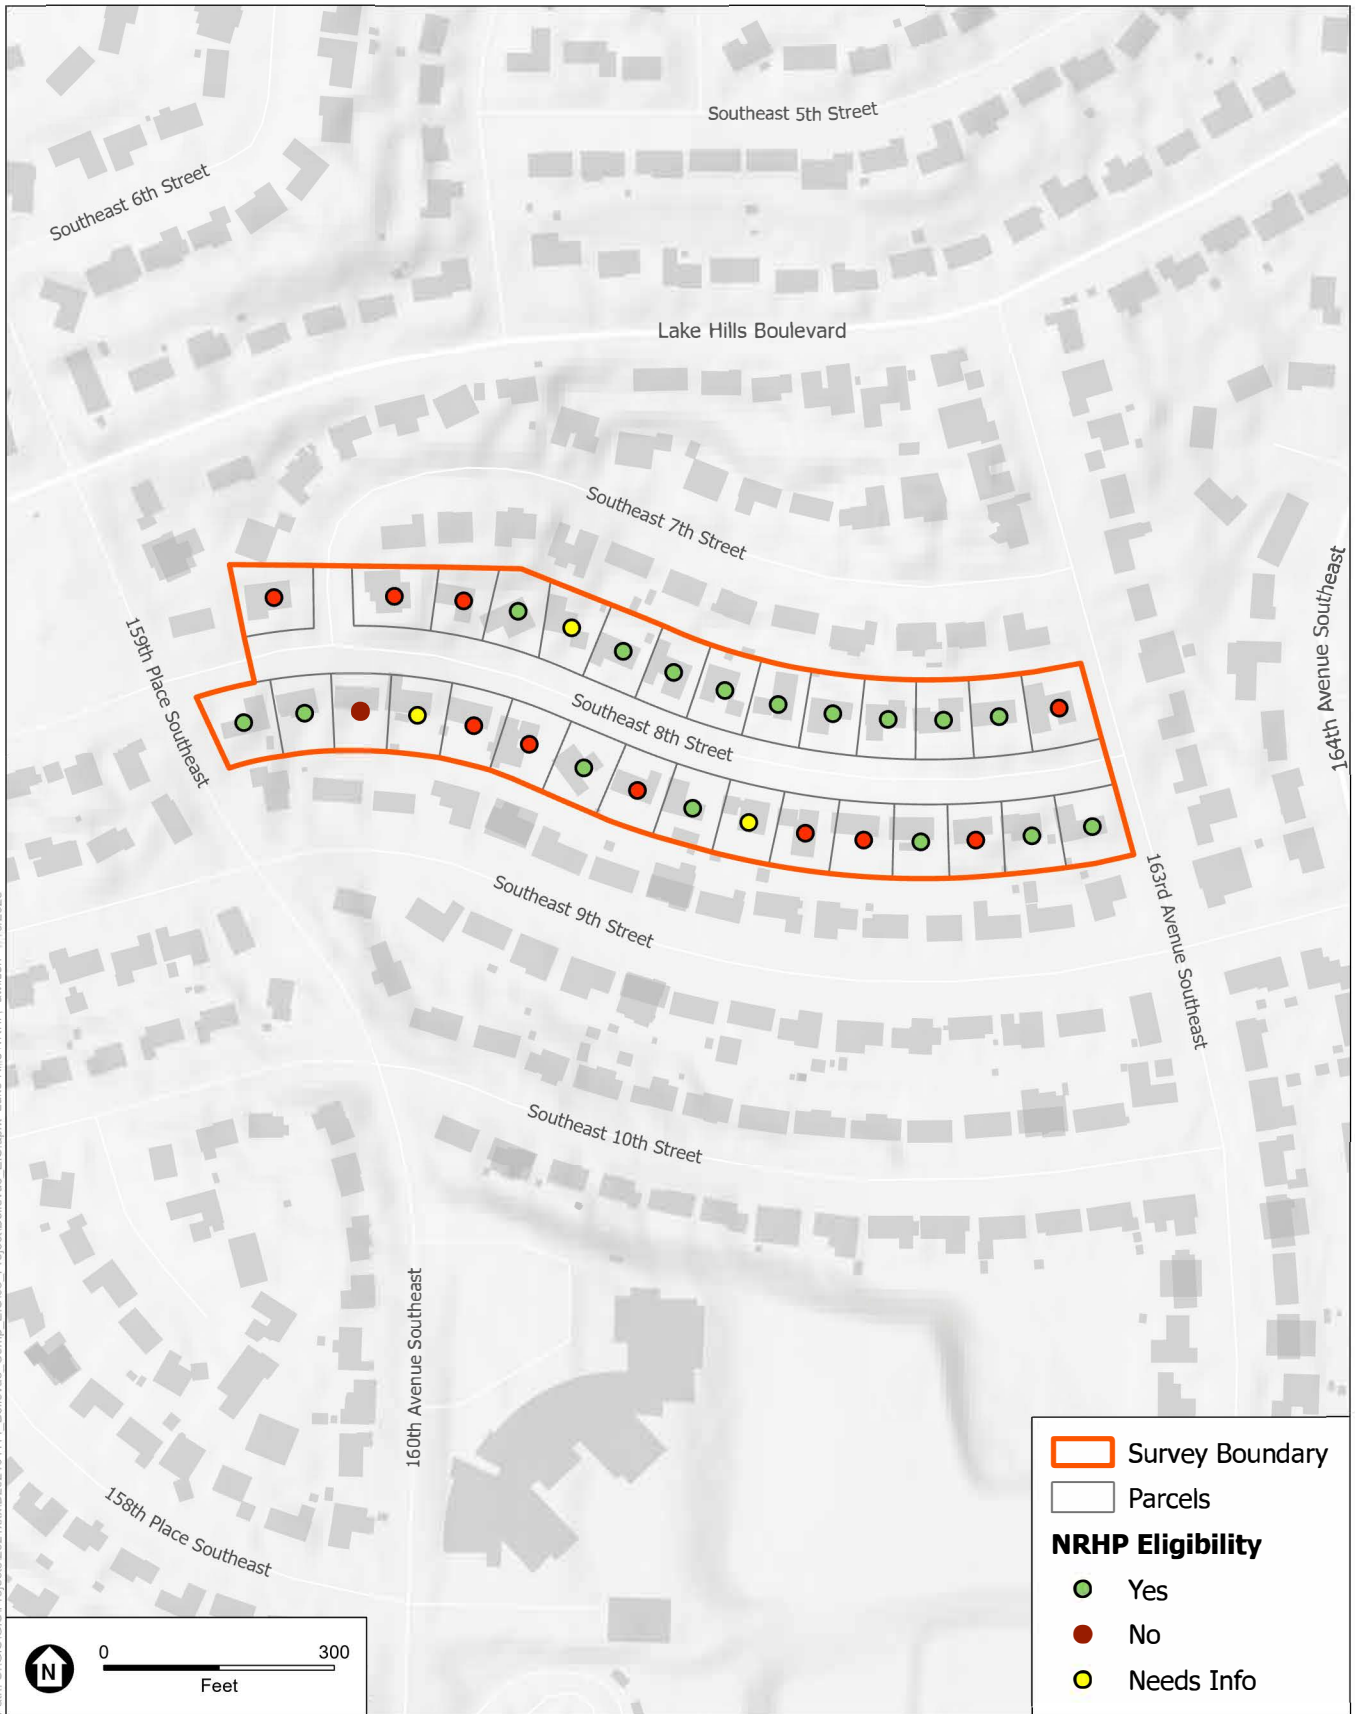 Southeast 5th Street
Southeast 6th Street
Lake Hills Boulevard
Southeast 7th Street
164th Avenue Southeast
159th Place Southeast
Southeast 8th Street
163rd Avenue Southeast
Southeast 9th Street
Southeast 10th Street
160th Avenue Southeast
158th Place Southeast
Survey Boundary
Parcels
NRHP Eligibility
Yes
No
Needs Info
N
0 300
Feet